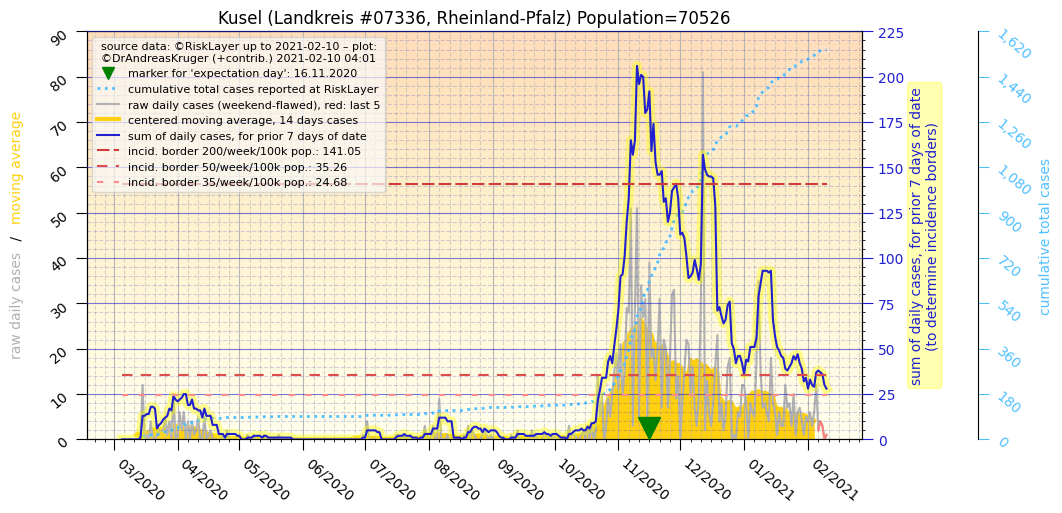 Kusel (Landkreis #07336, Rheinland-Pfalz) Population=70526
source data: ©RiskLayer up to 2021-02-10 – plot:
©DrAndreasKruger (+contrib.) 2021-02-10 04:01
marker for 'expectation day': 16.11.2020
cumulative total cases reported at RiskLayer
raw daily cases (weekend-flawed), red: last 5
centered moving average, 14 days cases
sum of daily cases, for prior 7 days of date
incid. border 200/week/100k pop.: 141.05
incid. border 50/week/100k pop.: 35.26
incid. border 35/week/100k pop.: 24.68
raw daily cases / moving average
90
80
70
60
50
40
30
20
10
0
225
200
175
150
125
100
75
50
25
0
sum of daily cases, for prior 7 days of date
(to determine incidence borders)
1,620
1,440
1,260
1,080
900
720
540
360
180
0
cumulative total cases
03/2020
04/2020
05/2020
06/2020
07/2020
08/2020
09/2020
10/2020
11/2020
12/2020
01/2021
02/2021